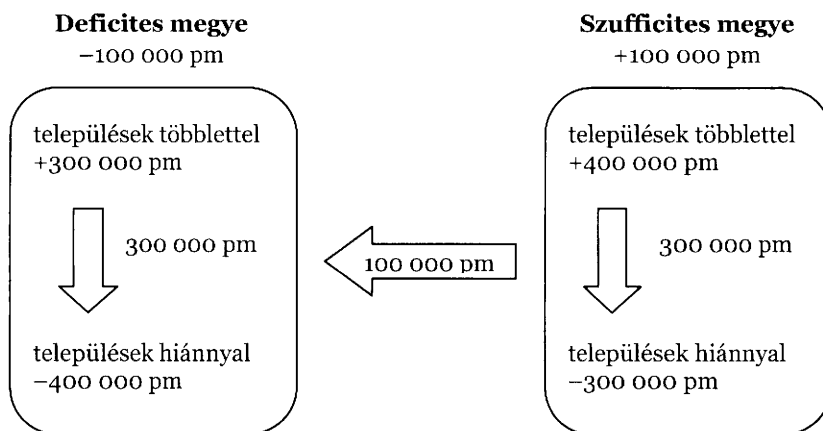 Deficites megye
–100 000 pm
települések többlettel
+300 000 pm
300 000 pm
települések hiánnyal
–400 000 pm
100 000 pm
Szufficites megye
+100 000 pm
települések többlettel
+400 000 pm
300 000 pm
települések hiánnyal
–300 000 pm